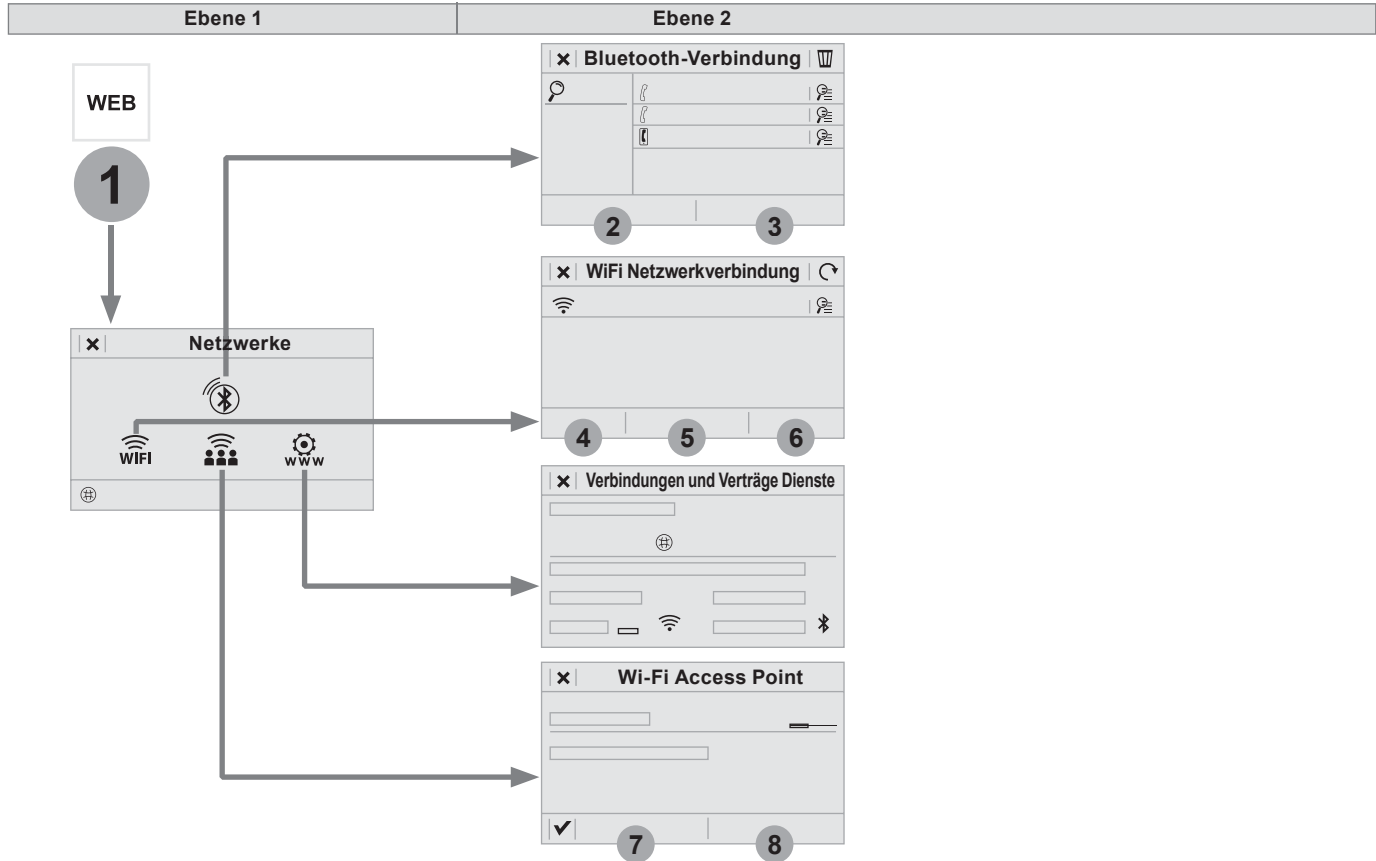 Ebene 1
Ebene 2
WEB
1
Netzwerke
WIFI
www
Bluetooth-Verbindung
2
3
WiFi Netzwerkverbindung
4
5
6
Verbindungen und Verträge Dienste
Wi-Fi Access Point
7
8